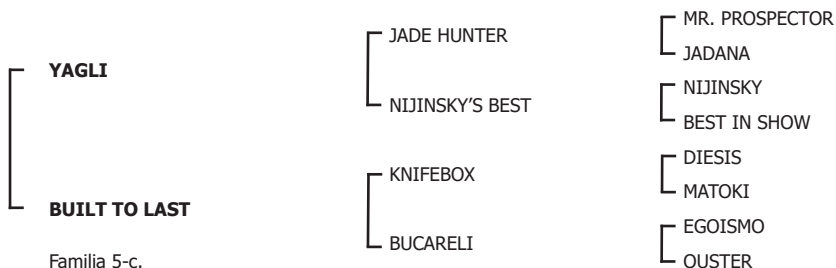 MR. PROSPECTOR
JADE HUNTER
JADANA
YAGLI
NIJINSKY
NIJINSKY’S BEST
BEST IN SHOW
DIESIS
KNIFEBOX
MATOKI
BUILT TO LAST
EGOISMO
BUCARELI
OUSTER
Familia 5-c.